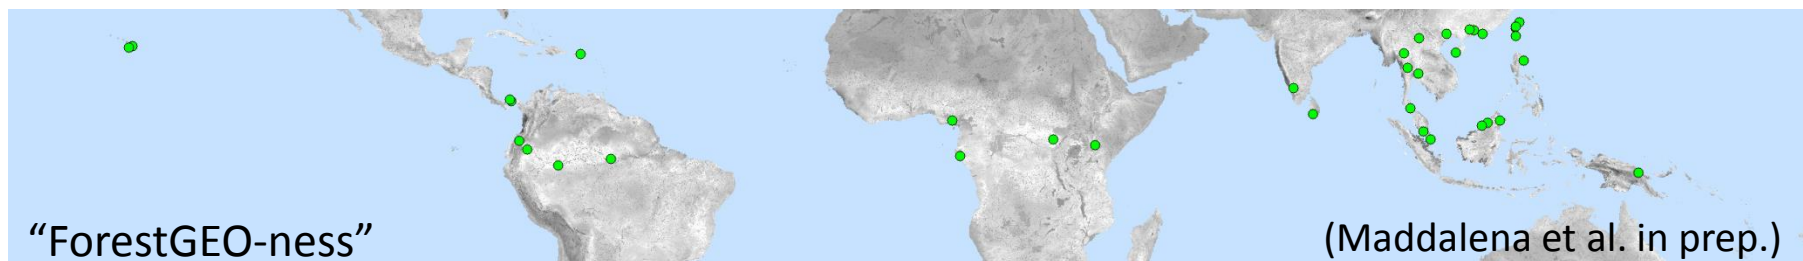 “ForestGEO-ness”
(Maddalena et al. in prep.)